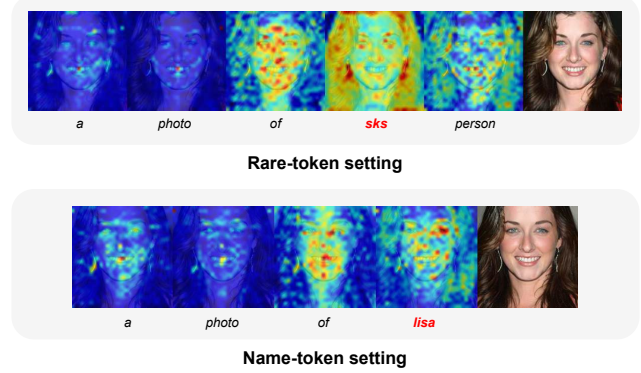 a photo of sks person
Rare-token setting
a photo of lisa
Name-token setting